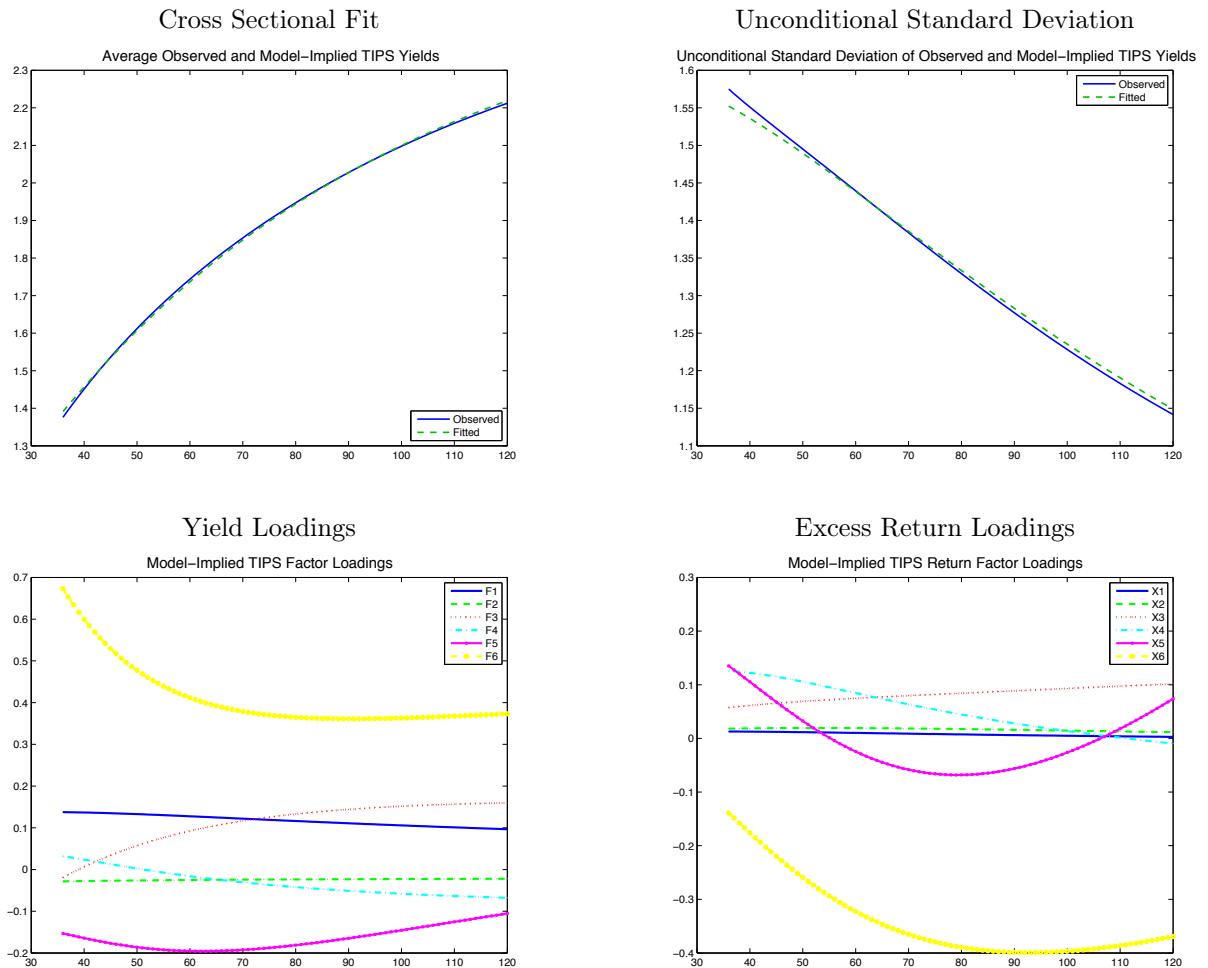 Cross Sectional Fit
Average Observed and Model−Implied TIPS Yields
2.3
2.2
2.1
2
1.9
1.8
1.7
1.6
1.5
1.4
1.3
30 40 50 60 70 80 90 100 110 120
Observed
Fitted
Unconditional Standard Deviation
Unconditional Standard Deviation of Observed and Model−Implied TIPS Yields
1.6
1.55
1.5
1.45
1.4
1.35
1.3
1.25
1.2
1.15
1.1
30 40 50 60 70 80 90 100 110 120
Observed
Fitted
Yield Loadings
Model−Implied TIPS Factor Loadings
0.7
0.6
0.5
0.4
0.3
0.2
0.1
0
−0.1
−0.2
30 40 50 60 70 80 90 100 110 120
F1
F2
F3
F4
F5
F6
Excess Return Loadings
Model−Implied TIPS Return Factor Loadings
0.3
0.2
0.1
0
−0.1
−0.2
−0.3
−0.4
30 40 50 60 70 80 90 100 110 120
X1
X2
X3
X4
X5
X6